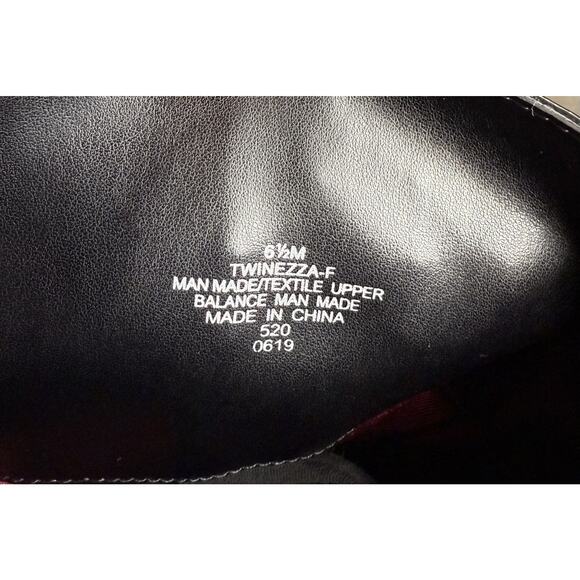 6½M
TWINEZZA-F
MAN MADE/TEXTILE UPPER
BALANCE MAN MADE
MADE IN CHINA
520
0619